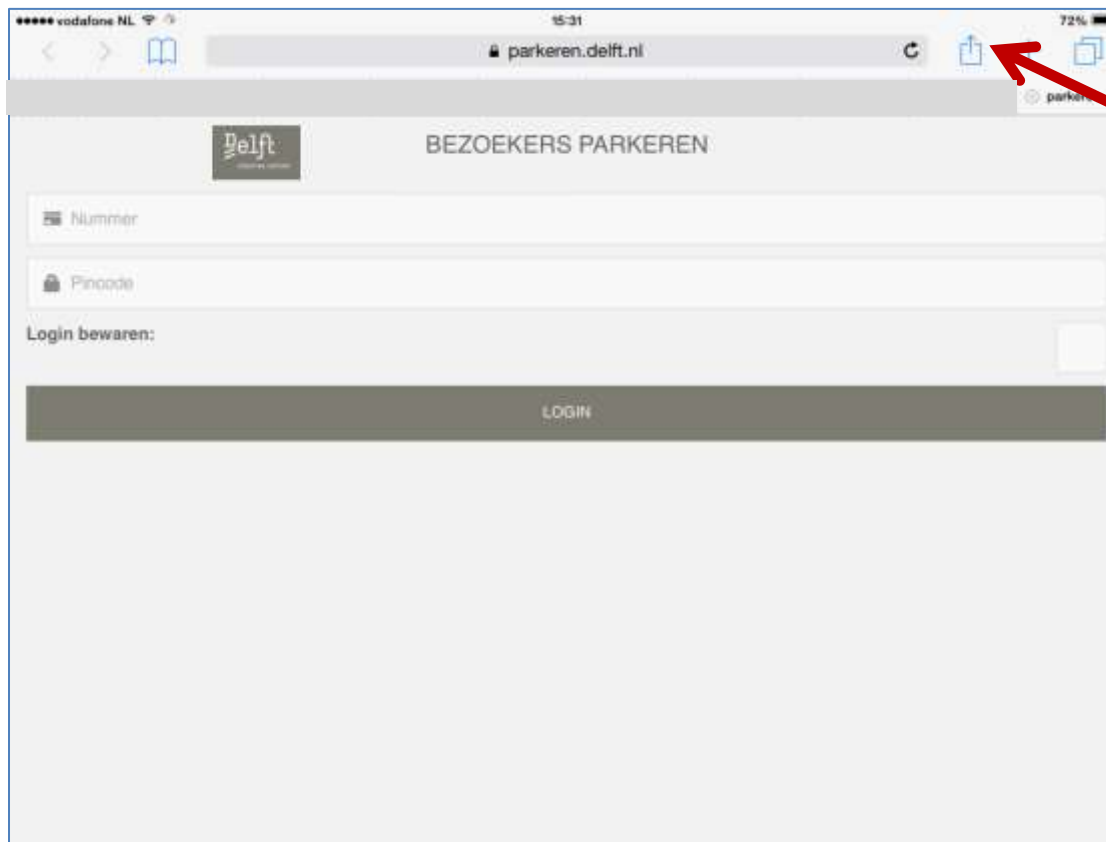 vodafone NL 15:31 72%
parkeren.delft.nl
Delft BEZOEKERS PARKEREN
Nummer
Pincode
Login bewaren:
LOGIN